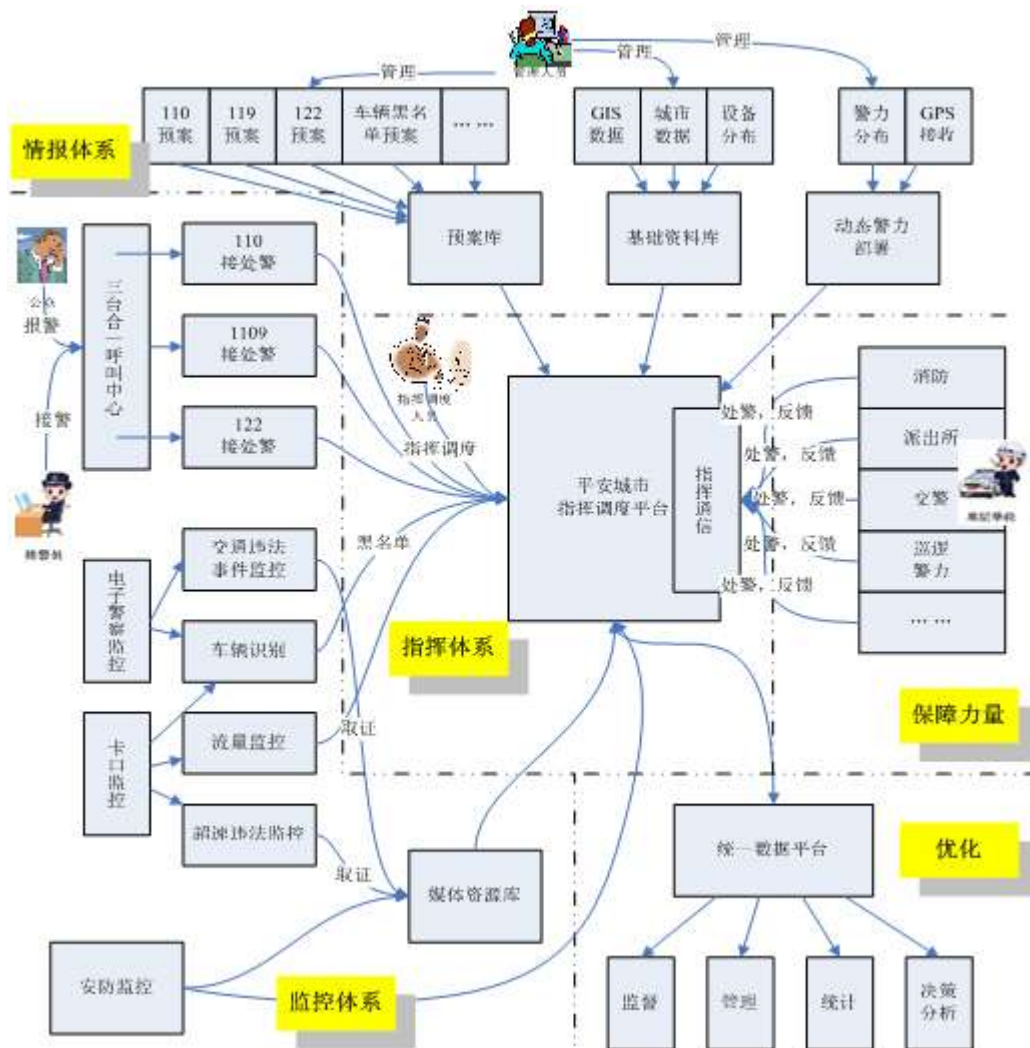 管理
管理
管理
管理人员
110
预案
119
预案
122
预案
车辆黑名
单预案
... ...
GIS
数据
城市
数据
设备
分布
警力
分布
GPS
接收
情报体系
预案库
基础资料库
动态警力
部署
公众
报警
三台合一呼叫中心
110
接处警
1109
接处警
122
接处警
接警
接警员
指挥调度
人员
指挥调度
平安城市
指挥调度平台
指挥通信
处警，反馈
处警，反馈
处警，反馈
处警，反馈
处警，反馈
消防
派出所
交警
巡逻
警力
... ...
黑名单
电子警察监控
交通违法
事件监控
车辆识别
指挥体系
保障力量
卡口监控
流量监控
取证
超速违法监控
取证
媒体资源库
统一数据平台
优化
安防监控
监控体系
监督
管理
统计
决策
分析